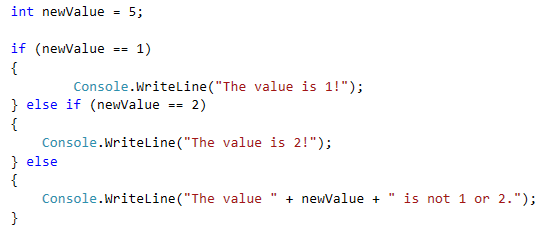 int newValue = 5;

if (newValue == 1)
{
        Console.WriteLine("The value is 1!");
} else if (newValue == 2)
{
    Console.WriteLine("The value is 2!");
} else
{
    Console.WriteLine("The value " + newValue + " is not 1 or 2.");
}